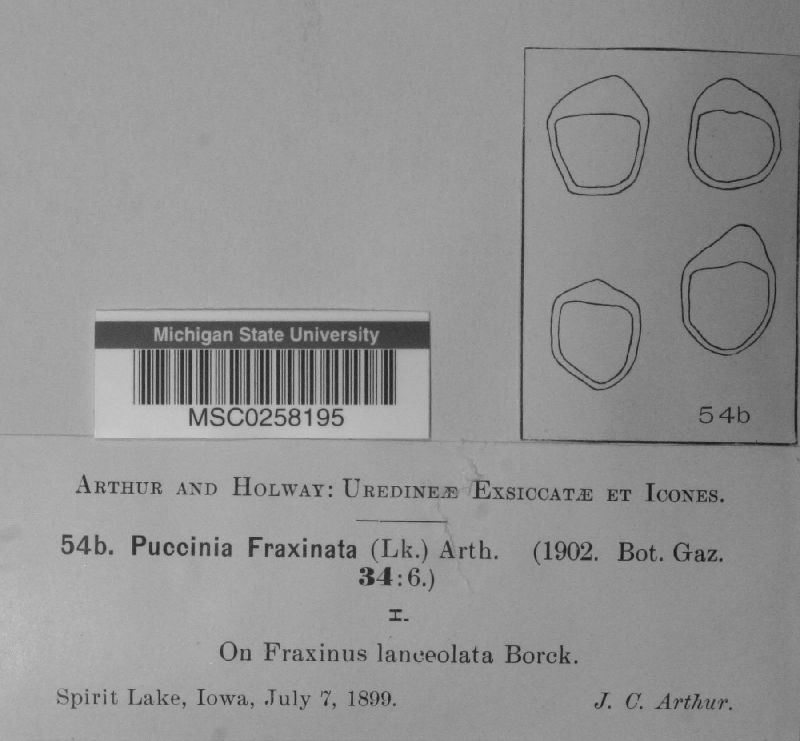 Michigan State University
MSC0258195
54b
ARTHUR AND HOLWAY: UREDINEÆ EXSICCATÆ ET ICONES.
54b. Puccinia Fraxinata (Lk.) Arth. (1902. Bot. Gaz.
34:6.)
I.
On Fraxinus lanceolata Borck.
Spirit Lake, Iowa, July 7, 1899. J. C. Arthur.